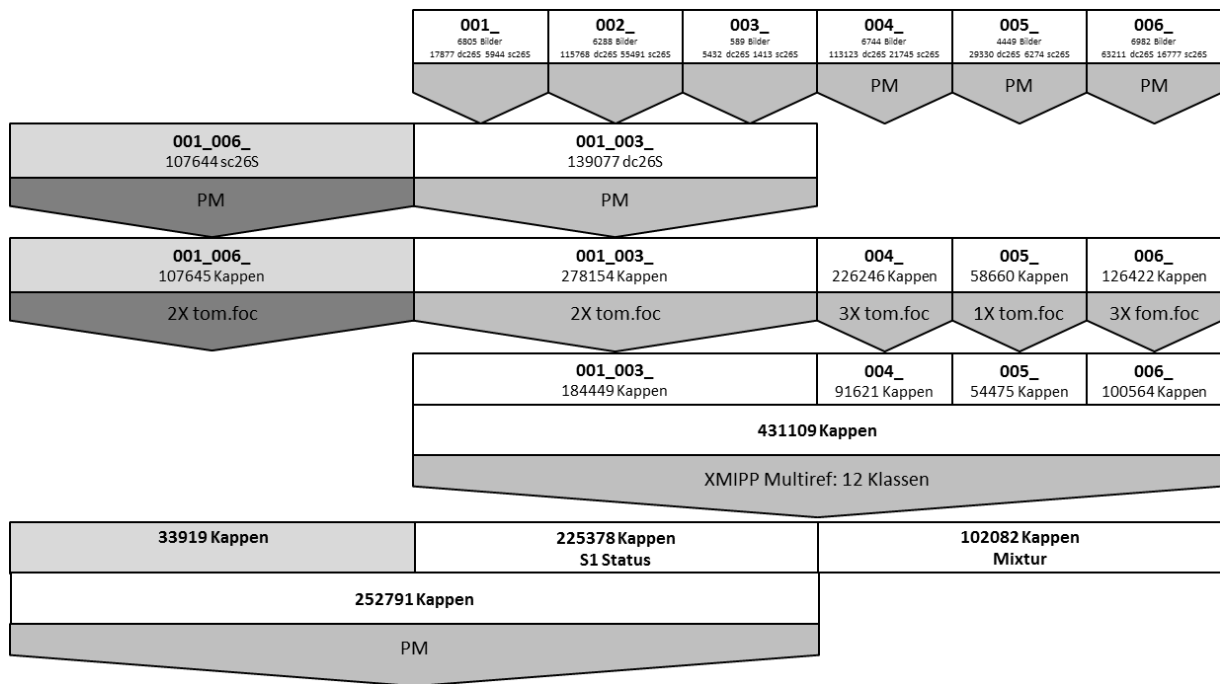 001_
6805 Bilder
17877 dc26S 5944 sc26S
002_
6288 Bilder
115768 dc26S 55491 sc26S
003_
589 Bilder
5432 dc26S 1413 sc26S
004_
6744 Bilder
113123 dc26S 21745 sc26S
005_
4449 Bilder
29330 dc26S 6274 sc26S
006_
6982 Bilder
63211 dc26S 16777 sc26S
PM
PM
PM
001_006_
107644 sc26S
001_003_
139077 dc26S
PM
PM
001_006_
107645 Kappen
001_003_
278154 Kappen
004_
226246 Kappen
005_
58660 Kappen
006_
126422 Kappen
2X tom.foc
2X tom.foc
3X tom.foc
1X tom.foc
3X fom.foc
001_003_
184449 Kappen
004_
91621 Kappen
005_
54475 Kappen
006_
100564 Kappen
431109 Kappen
XMIPP Multiref: 12 Klassen
33919 Kappen
225378 Kappen
S1 Status
102082 Kappen
Mixtur
252791 Kappen
PM